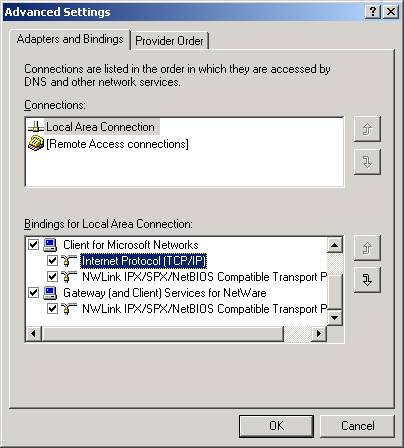 Advanced Settings
Adapters and Bindings
Provider Order
Connections are listed in the order in which they are accessed by
DNS and other network services.
Connections:
Local Area Connection
[Remote Access connections]
Bindings for Local Area Connection:
Client for Microsoft Networks
Internet Protocol (TCP/IP)
NWLink IPX/SPX/NetBIOS Compatible Transport P
Gateway (and Client) Services for NetWare
NWLink IPX/SPX/NetBIOS Compatible Transport P
OK
Cancel